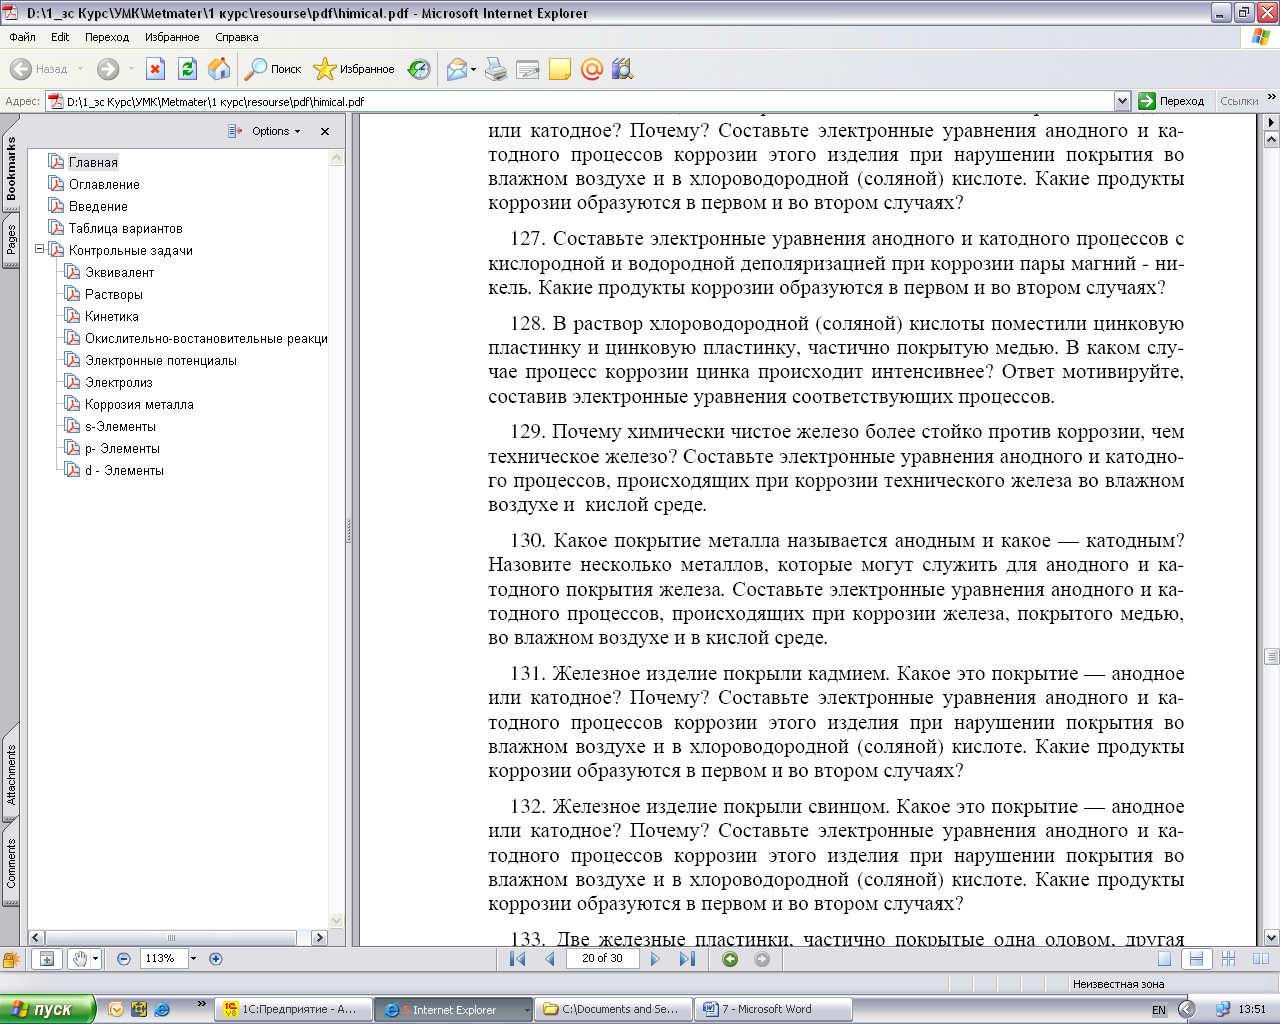 D:\1_зс Курс\УМК\Metmater\1 курс\resourse\pdf\himical.pdf - Microsoft Internet Explorer
Файл Edit Переход Избранное Справка
Назад Поиск Избранное
Адрес: D:\1_зс Курс\УМК\Metmater\1 курс\resourse\pdf\himical.pdf Переход Ссылки »
Options
Bookmarks
Pages
Attachments
Comments
Главная
Оглавление
Введение
Таблица вариантов
Контрольные задачи
Эквивалент
Растворы
Кинетика
Окислительно-востановительные реакци
Электронные потенциалы
Электролиз
Коррозия металла
s-Элементы
p- Элементы
d - Элементы
или катодное? Почему? Составьте электронные уравнения анодного и ка-
тодного процессов коррозии этого изделия при нарушении покрытия во
влажном воздухе и в хлороводородной (соляной) кислоте. Какие продукты
коррозии образуются в первом и во втором случаях?
127. Составьте электронные уравнения анодного и катодного процессов с
кислородной и водородной деполяризацией при коррозии пары магний - ни-
кель. Какие продукты коррозии образуются в первом и во втором случаях?
128. В раствор хлороводородной (соляной) кислоты поместили цинковую
пластинку и цинковую пластинку, частично покрытую медью. В каком слу-
чае процесс коррозии цинка происходит интенсивнее? Ответ мотивируйте,
составив электронные уравнения соответствующих процессов.
129. Почему химически чистое железо более стойко против коррозии, чем
техническое железо? Составьте электронные уравнения анодного и катодно-
го процессов, происходящих при коррозии технического железа во влажном
воздухе и кислой среде.
130. Какое покрытие металла называется анодным и какое — катодным?
Назовите несколько металлов, которые могут служить для анодного и ка-
тодного покрытия железа. Составьте электронные уравнения анодного и ка-
тодного процессов, происходящих при коррозии железа, покрытого медью,
во влажном воздухе и в кислой среде.
131. Железное изделие покрыли кадмием. Какое это покрытие — анодное
или катодное? Почему? Составьте электронные уравнения анодного и ка-
тодного процессов коррозии этого изделия при нарушении покрытия во
влажном воздухе и в хлороводородной (соляной) кислоте. Какие продукты
коррозии образуются в первом и во втором случаях?
132. Железное изделие покрыли свинцом. Какое это покрытие — анодное
или катодное? Почему? Составьте электронные уравнения анодного и ка-
тодного процессов коррозии этого изделия при нарушении покрытия во
влажном воздухе и в хлороводородной (соляной) кислоте. Какие продукты
коррозии образуются в первом и во втором случаях?
133. Две железные пластинки, частично покрытые одна оловом, другая
113% 20 of 30
Неизвестная зона
пуск » 1С:Предприятие - А... 5 Internet Explorer C:\Documents and Se... 7 - Microsoft Word EN 13:51